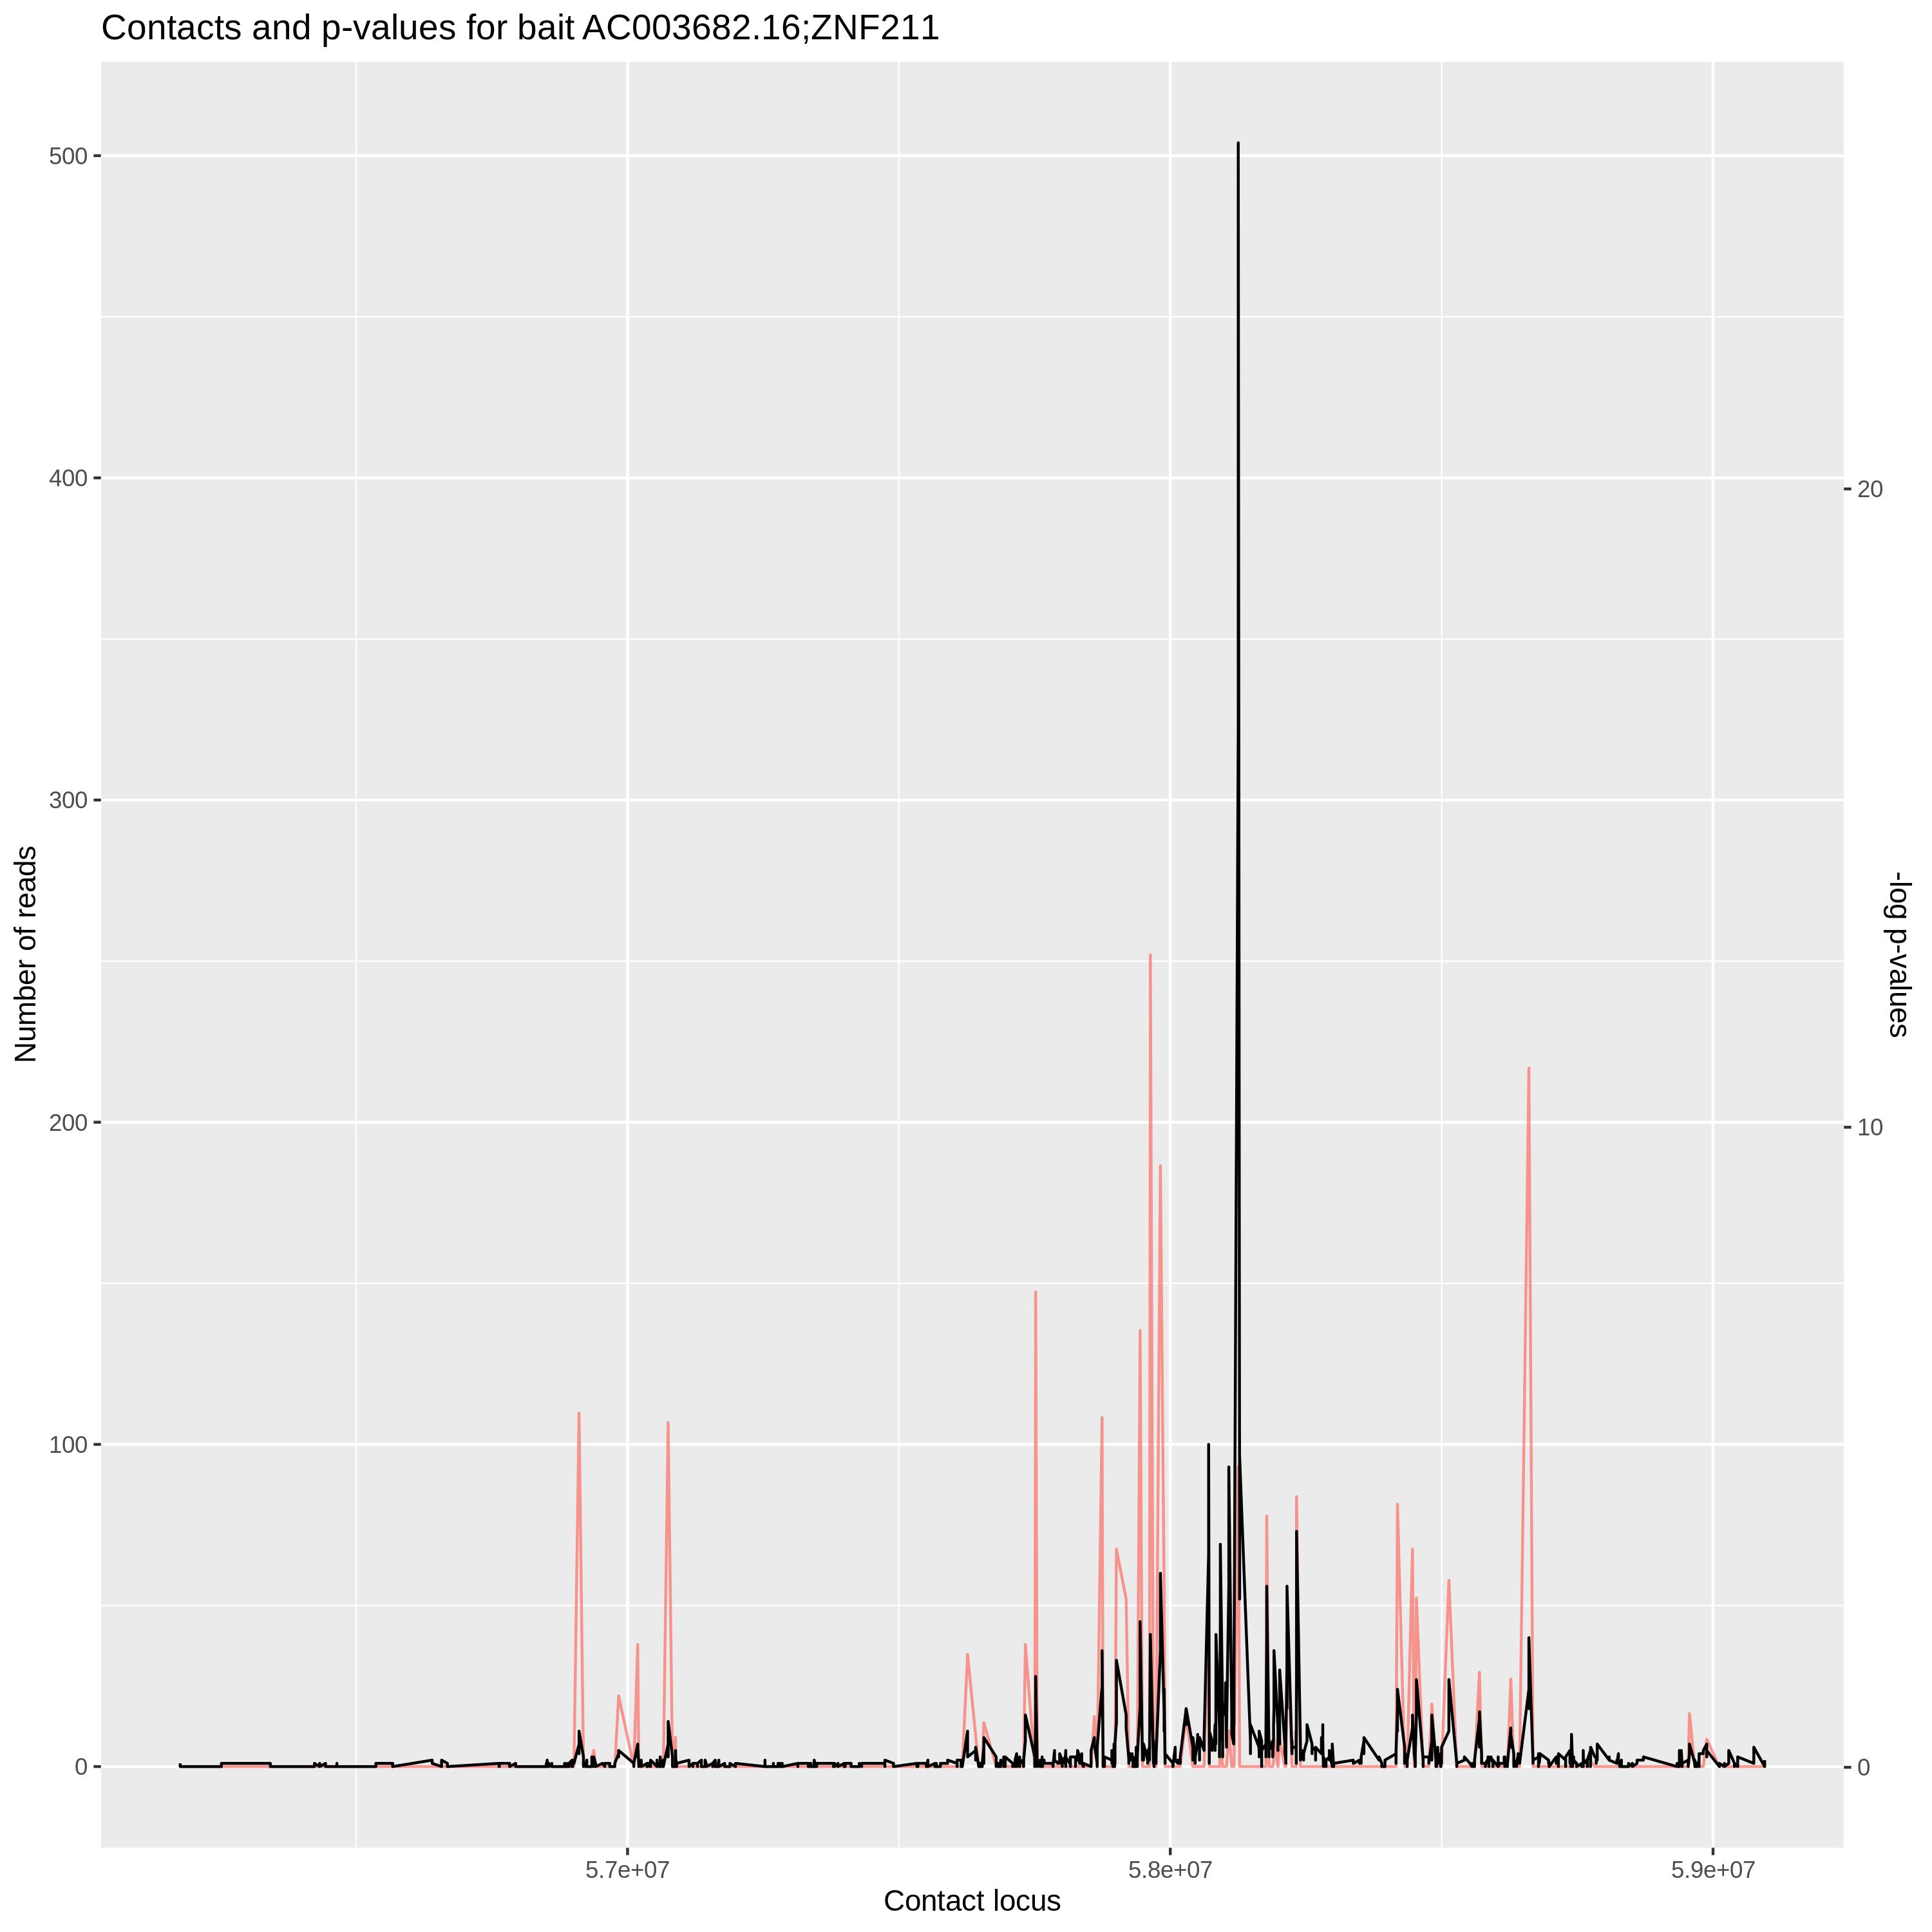 Contacts and p-values for bait AC003682.16;ZNF211
500
400
300
200
100
0
Number of reads
20
10
0
-log p-values
5.7e+07
5.8e+07
5.9e+07
Contact locus